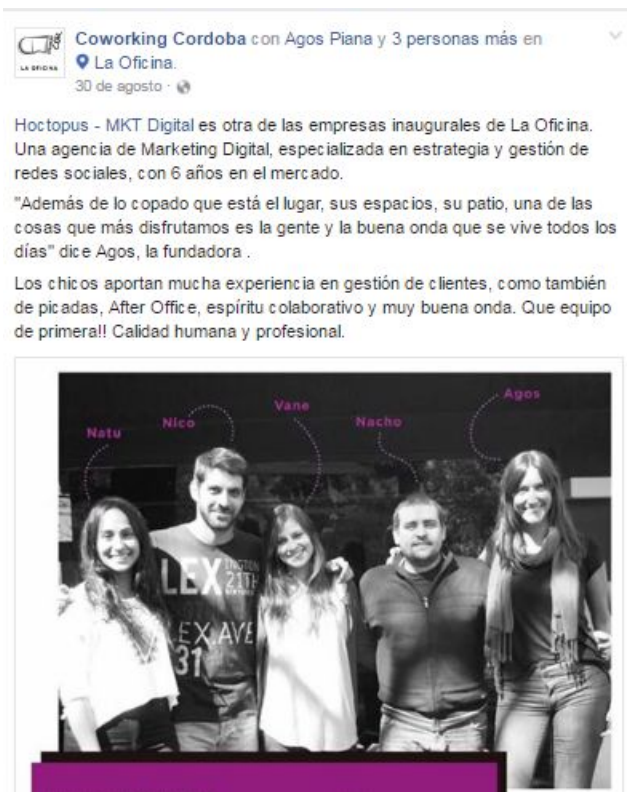 Coworking Cordoba con Agos Piana y 3 personas más en
La Oficina.
LA OFICINA
30 de agosto ·
Hoctopus - MKT Digital es otra de las empresas inaugurales de La Oficina.
Una agencia de Marketing Digital, especializada en estrategia y gestión de
redes sociales, con 6 años en el mercado.
"Además de lo copado que está el lugar, sus espacios, su patio, una de las
cosas que más disfrutamos es la gente y la buena onda que se vive todos los
días" dice Agos, la fundadora .
Los chicos aportan mucha experiencia en gestión de clientes, como también
de picadas, After Office, espíritu colaborativo y muy buena onda. Que equipo
de primera!! Calidad humana y profesional.
Natu
Nico
Vane
Nacho
Agos
LEX
INGTON
21TH
LEX.AVE
31